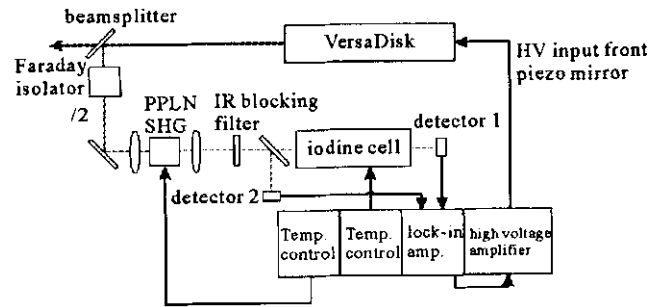 beamsplitter
VersaDisk
HV input front
piezo mirror
Faraday
isolator
/2
PPLN
SHG
IR blocking
filter
detector 1
iodine cell
detector 2
Temp.
control
Temp.
control
lock-in
amp.
high voltage
amplifier